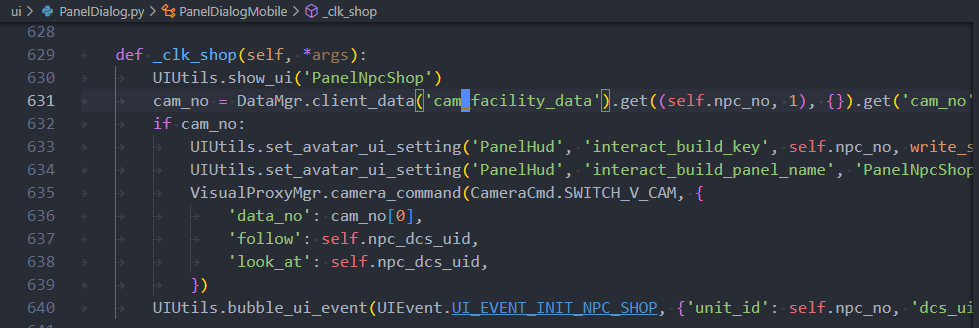 ui > PanelDialog.py > PanelDialogMobile > _clk_shop
628
629 def _clk_shop(self, *args):
630 UIUtils.show_ui('PanelNpcShop')
631 cam_no = DataMgr.client_data('cam_facility_data').get((self.npc_no, 1), {}).get('cam_no'
632 if cam_no:
633 UIUtils.set_avatar_ui_setting('PanelHud', 'interact_build_key', self.npc_no, write_s
634 UIUtils.set_avatar_ui_setting('PanelHud', 'interact_build_panel_name', 'PanelNpcShop
635 VisualProxyMgr.camera_command(CameraCmd.SWITCH_V_CAM, {
636 'data_no': cam_no[0],
637 'follow': self.npc_dcs_uid,
638 'look_at': self.npc_dcs_uid,
639 })
640 UIUtils.bubble_ui_event(UIEvent.UI_EVENT_INIT_NPC_SHOP, {'unit_id': self.npc_no, 'dcs_ui